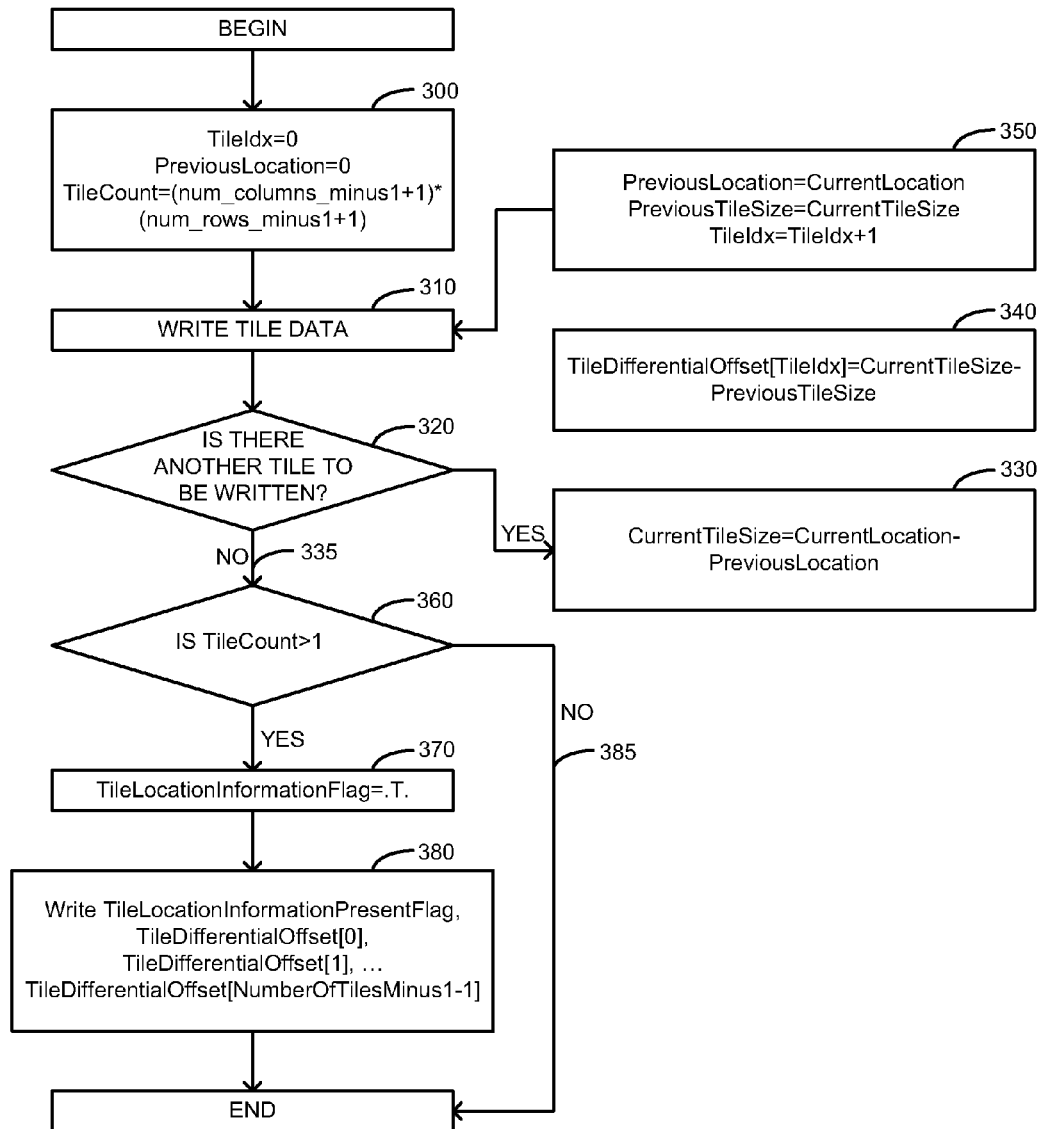 BEGIN
300
TileIdx=0
PreviousLocation=0
TileCount=(num_columns_minus1+1)*
(num_rows_minus1+1)
350
PreviousLocation=CurrentLocation
PreviousTileSize=CurrentTileSize
TileIdx=TileIdx+1
310
WRITE TILE DATA
340
TileDifferentialOffset[TileIdx]=CurrentTileSize-
PreviousTileSize
320
IS THERE
ANOTHER TILE TO
BE WRITTEN?
YES
330
CurrentTileSize=CurrentLocation-
PreviousLocation
NO
335
360
IS TileCount>1
NO
385
YES
370
TileLocationInformationFlag=.T.
380
Write TileLocationInformationPresentFlag,
TileDifferentialOffset[0],
TileDifferentialOffset[1], ...
TileDifferentialOffset[NumberOfTilesMinus1-1]
END